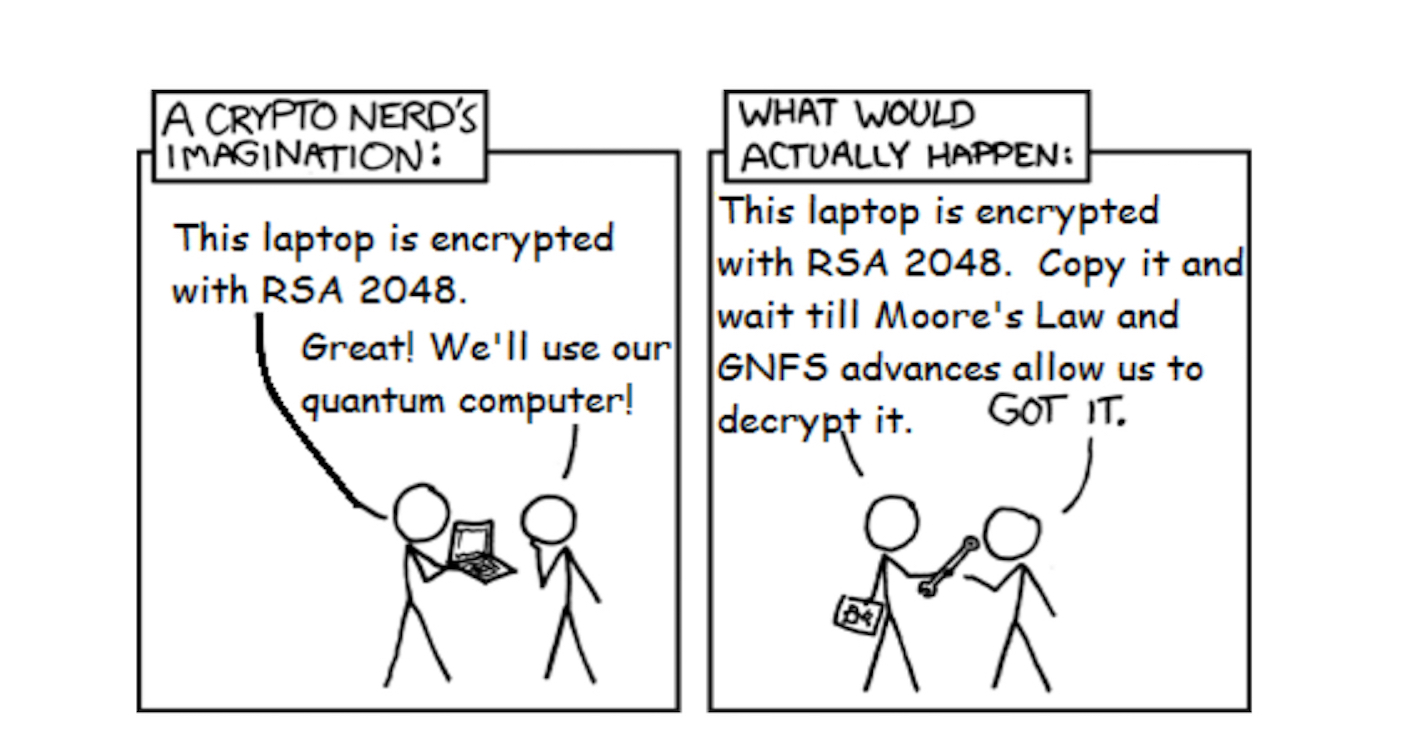 A CRYPTO NERD'S
IMAGINATION:
This laptop is encrypted
with RSA 2048.
Great! We'll use our
quantum computer!
WHAT WOULD
ACTUALLY HAPPEN:
This laptop is encrypted
with RSA 2048. Copy it and
wait till Moore's Law and
GNFS advances allow us to
decrypt it.
GOT IT.